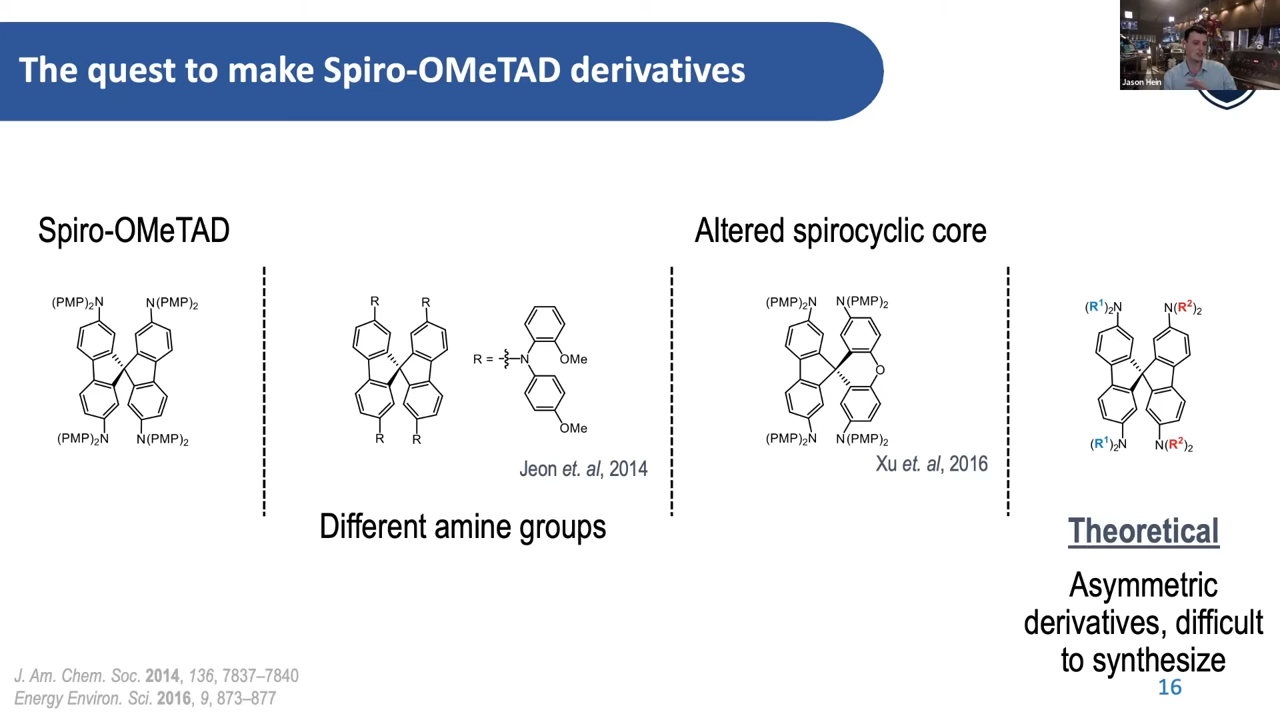 The quest to make Spiro-OMeTAD derivatives
Jason Hein
Spiro-OMeTAD
(PMP)₂N
N(PMP)₂
(PMP)₂N
N(PMP)₂
R
R
R
R
R =
N
OMe
OMe
Jeon et. al, 2014
Different amine groups
Altered spirocyclic core
(PMP)₂N
N(PMP)₂
O
(PMP)₂N
N(PMP)₂
Xu et. al, 2016
(R¹)₂N
N(R²)₂
(R¹)₂N
N(R²)₂
Theoretical
Asymmetric
derivatives, difficult
to synthesize
J. Am. Chem. Soc. 2014, 136, 7837–7840
Energy Environ. Sci. 2016, 9, 873–877
16